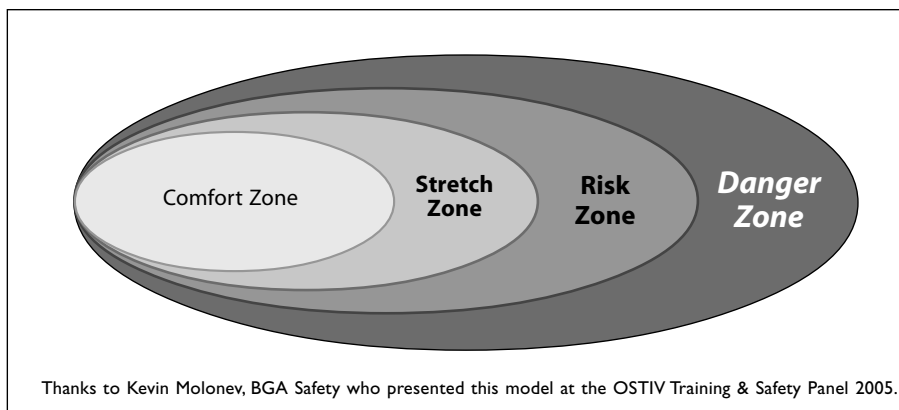 Comfort Zone
Stretch
Zone
Risk
Zone
Danger
Zone
Thanks to Kevin Molonev, BGA Safety who presented this model at the OSTIV Training & Safety Panel 2005.